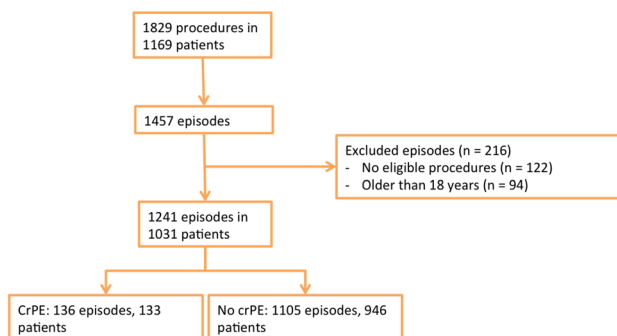 1829 procedures in
1169 patients
1457 episodes
Excluded episodes (n = 216)
- No eligible procedures (n = 122)
- Older than 18 years (n = 94)
1241 episodes in
1031 patients
CrPE: 136 episodes, 133
patients
No crPE: 1105 episodes, 946
patients